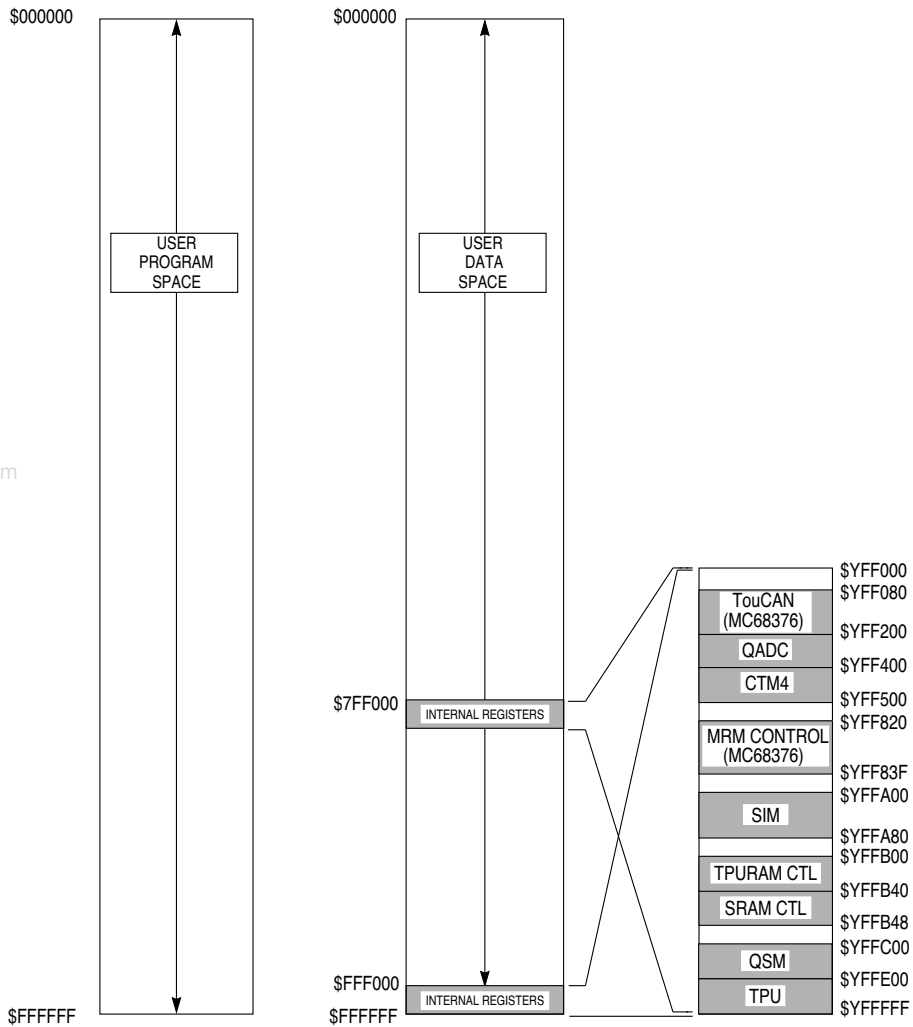 $000000
$000000
USER
PROGRAM
SPACE
USER
DATA
SPACE
m
$7FF000
INTERNAL REGISTERS
$FFF000
INTERNAL REGISTERS
$FFFFFF
$FFFFFF
$YFF000
$YFF080
TouCAN
(MC68376)
$YFF200
QADC
$YFF400
CTM4
$YFF500
$YFF820
MRM CONTROL
(MC68376)
$YFF83F
$YFFA00
SIM
$YFFA80
$YFFB00
TPURAM CTL
$YFFB40
SRAM CTL
$YFFB48
$YFFC00
QSM
$YFFE00
TPU
$YFFFFF